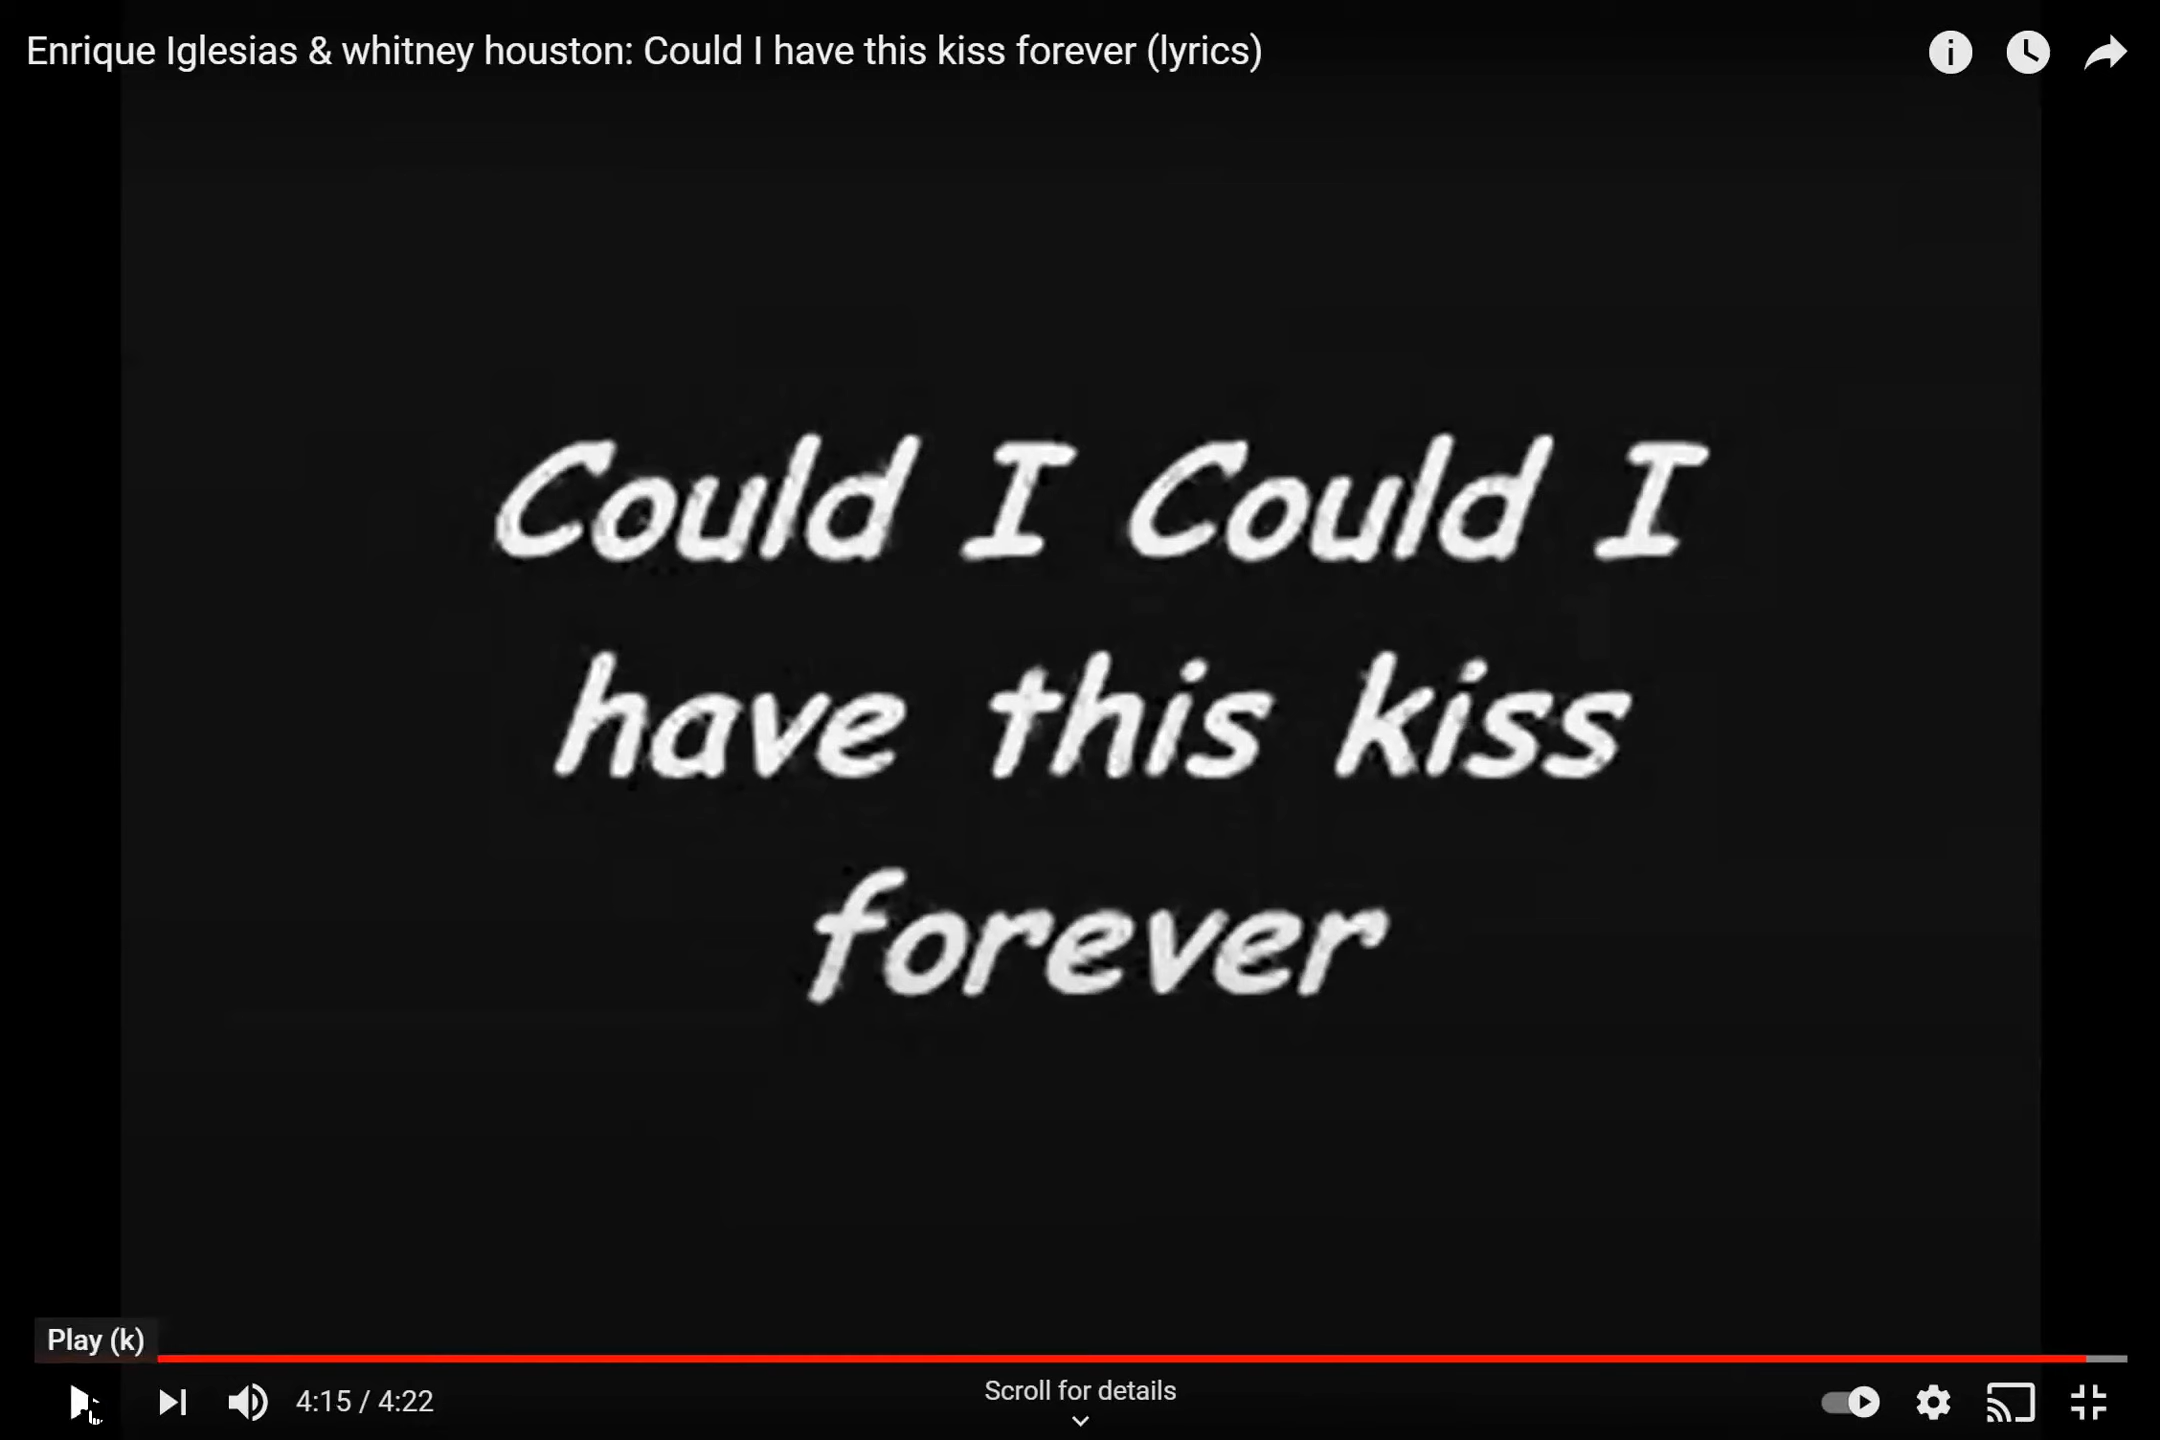 Enrique Iglesias & whitney houston: Could I have this kiss forever (lyrics)
Could I Could I
have this kiss
forever
Play (k)
4:15 / 4:22
Scroll for details